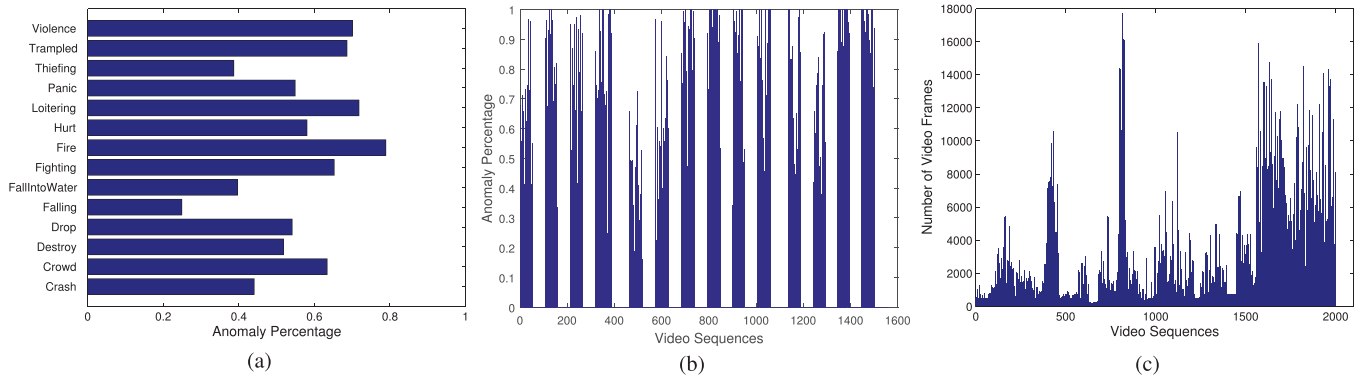 Violence
Trampled
Thiefing
Panic
Loitering
Hurt
Fire
Fighting
FallIntoWater
Falling
Drop
Destroy
Crowd
Crash
0 0.2 0.4 0.6 0.8 1
Anomaly Percentage
(a)
1
0.9
0.8
0.7
0.6
0.5
0.4
0.3
0.2
0.1
0
Anomaly Percentage
0 200 400 600 800 1000 1200 1400 1600
Video Sequences
(b)
18000
16000
14000
12000
10000
8000
6000
4000
2000
0
Number of Video Frames
0 500 1000 1500 2000
Video Sequences
(c)